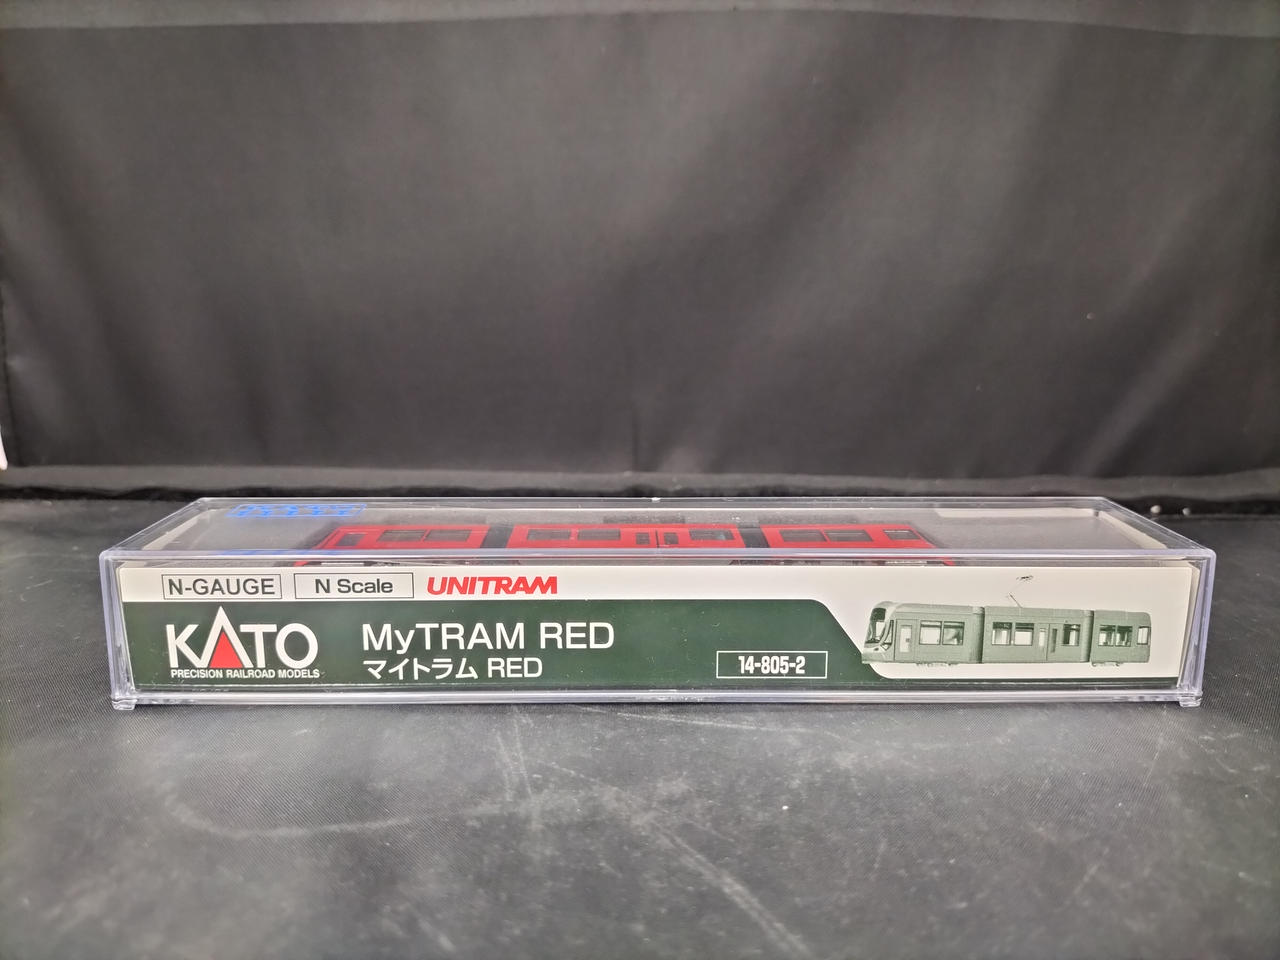 N-GAUGE N Scale UNITRAM
KATO
PRECISION RAILROAD MODELS
MyTRAM RED
マイトラム RED
14-805-2